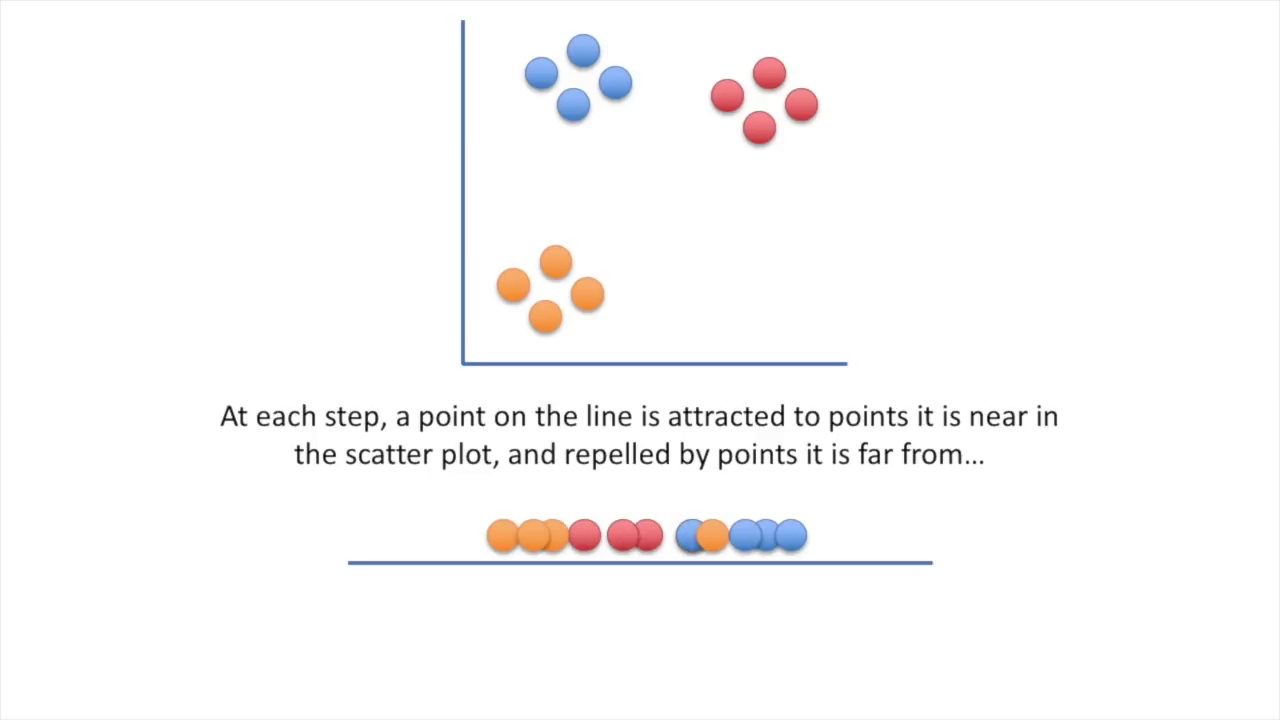 At each step, a point on the line is attracted to points it is near in
the scatter plot, and repelled by points it is far from…